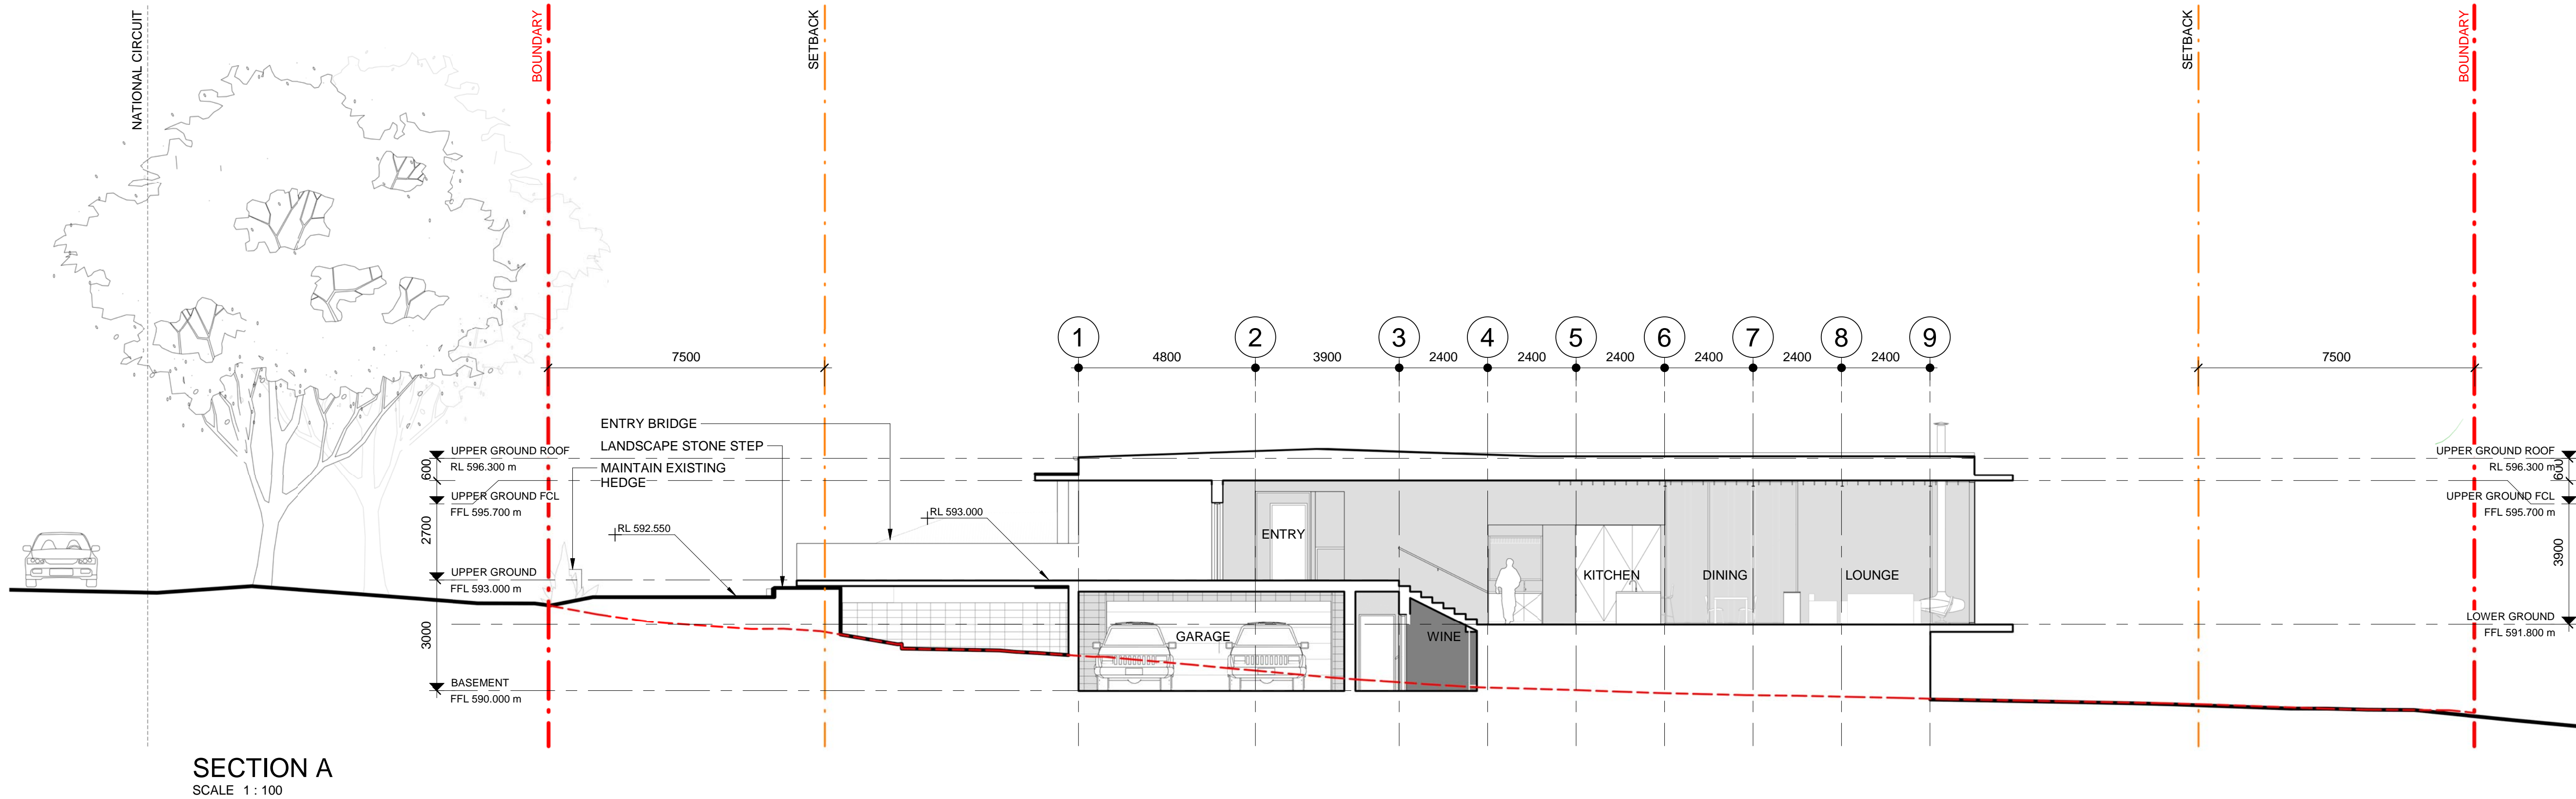 NATIONAL CIRCUIT
BOUNDARY
SETBACK
SETBACK
BOUNDARY
1
2
3
4
5
6
7
8
9
7500
4800
3900
2400
2400
2400
2400
2400
2400
7500
ENTRY BRIDGE
LANDSCAPE STONE STEP
MAINTAIN EXISTING
HEDGE
UPPER GROUND ROOF
RL 596.300 m
600
UPPER GROUND FCL
FFL 595.700 m
2700
UPPER GROUND
FFL 593.000 m
3000
BASEMENT
FFL 590.000 m
RL 592.550
RL 593.000
ENTRY
KITCHEN
DINING
LOUNGE
GARAGE
WINE
UPPER GROUND ROOF
RL 596.300 m
600
UPPER GROUND FCL
FFL 595.700 m
3900
LOWER GROUND
FFL 591.800 m
SECTION A
SCALE 1 : 100